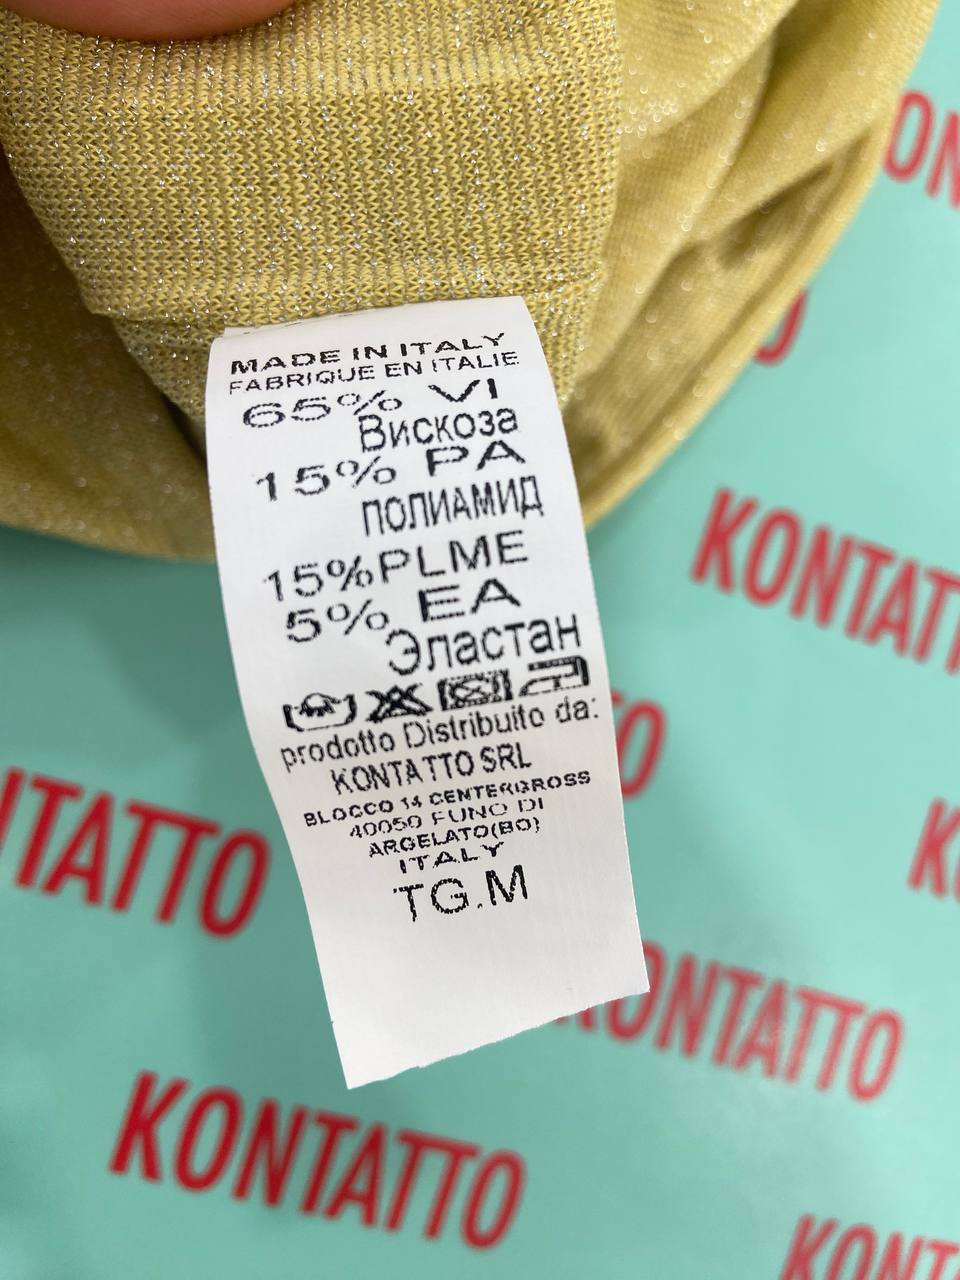 MADE IN ITALY
FABRIQUE EN ITALIE
65% VI
Вискоза
15% PA
ПОЛИАМИД
15% PLME
5% EA
Эластан
prodotto Distribuito da:
KONTATTO SRL
BLOCCO 14 CENTERGROSS
40050 FUNO DI
ARGELATO(BO)
ITALY
TG.M
KONTATTO
KONTATTO
KONTATTO
KONTATTO
KONTATTO